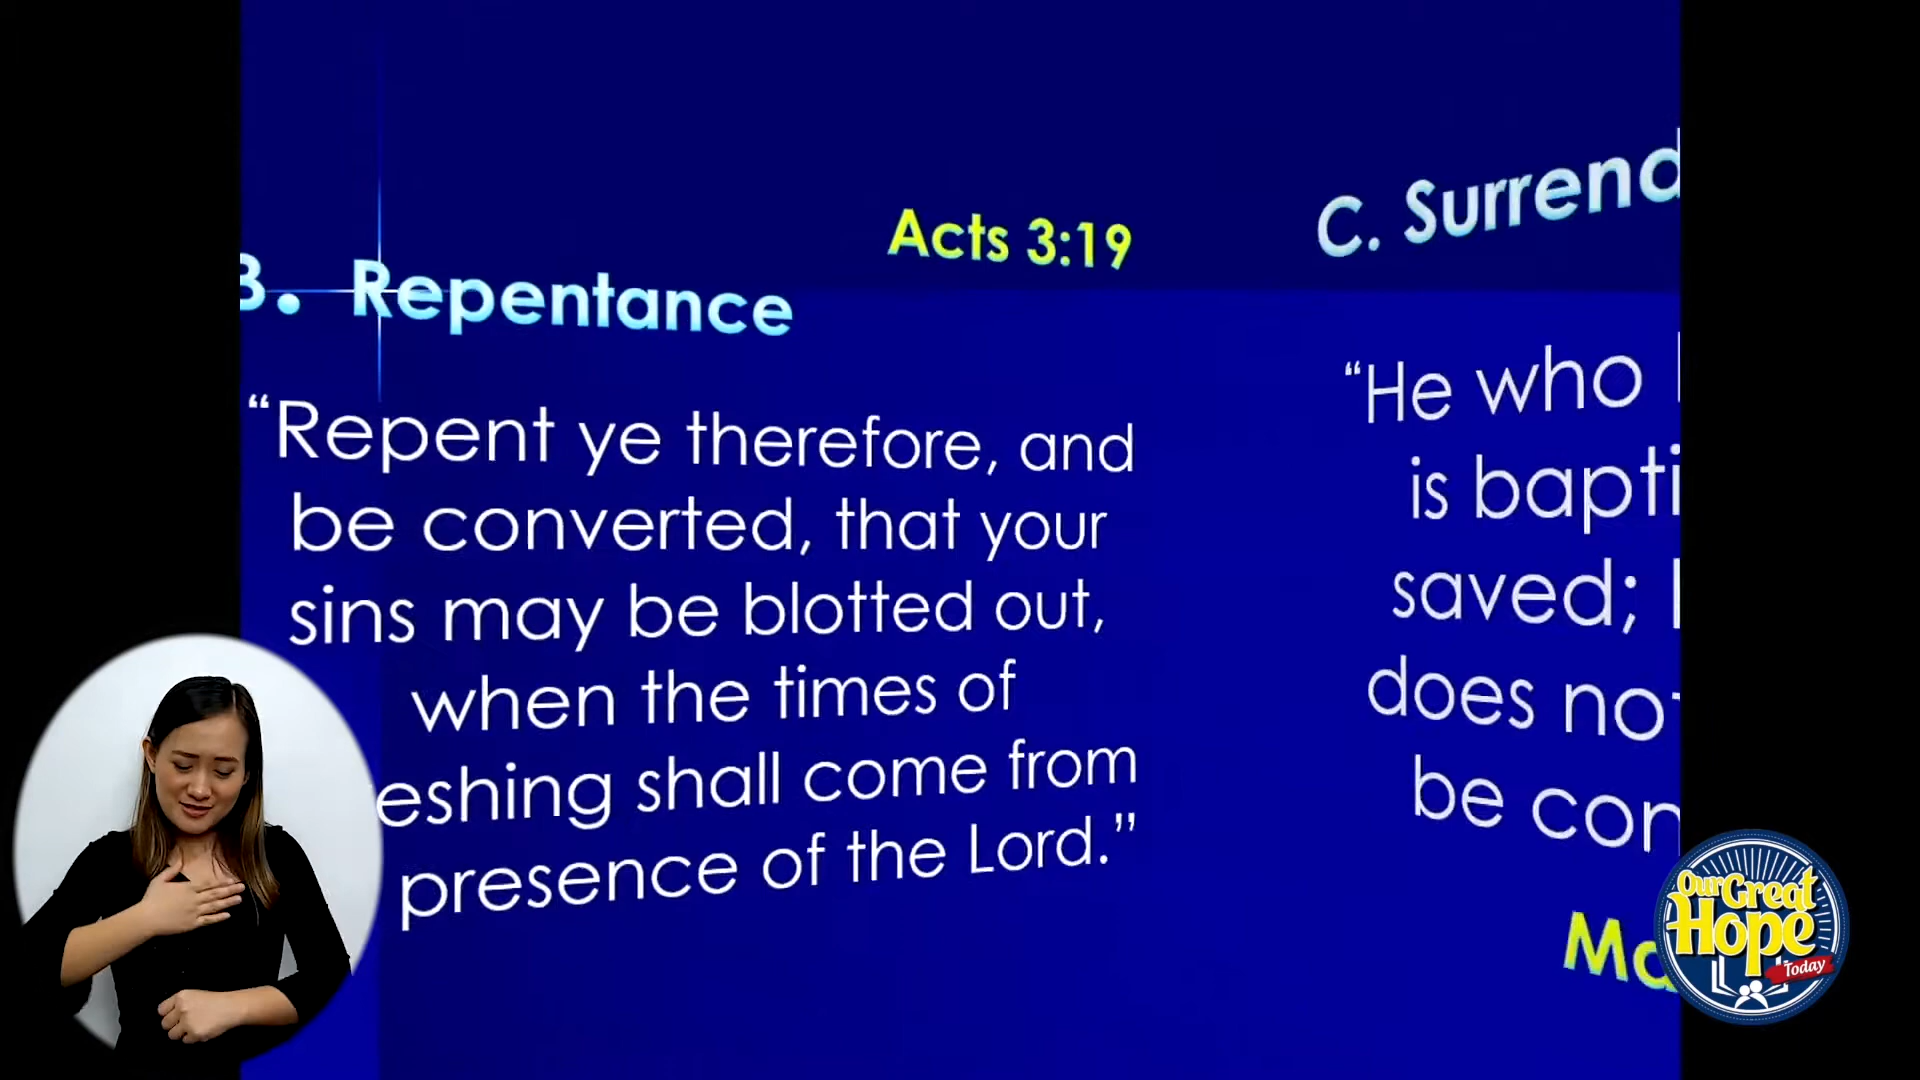 Acts 3:19
B. Repentance
“Repent ye therefore, and
be converted, that your
sins may be blotted out,
when the times of
eshing shall come from
presence of the Lord.”
C. Surrend
“He who
is bapti
saved;
does not
be con
Ma
Our Great
Hope
Today